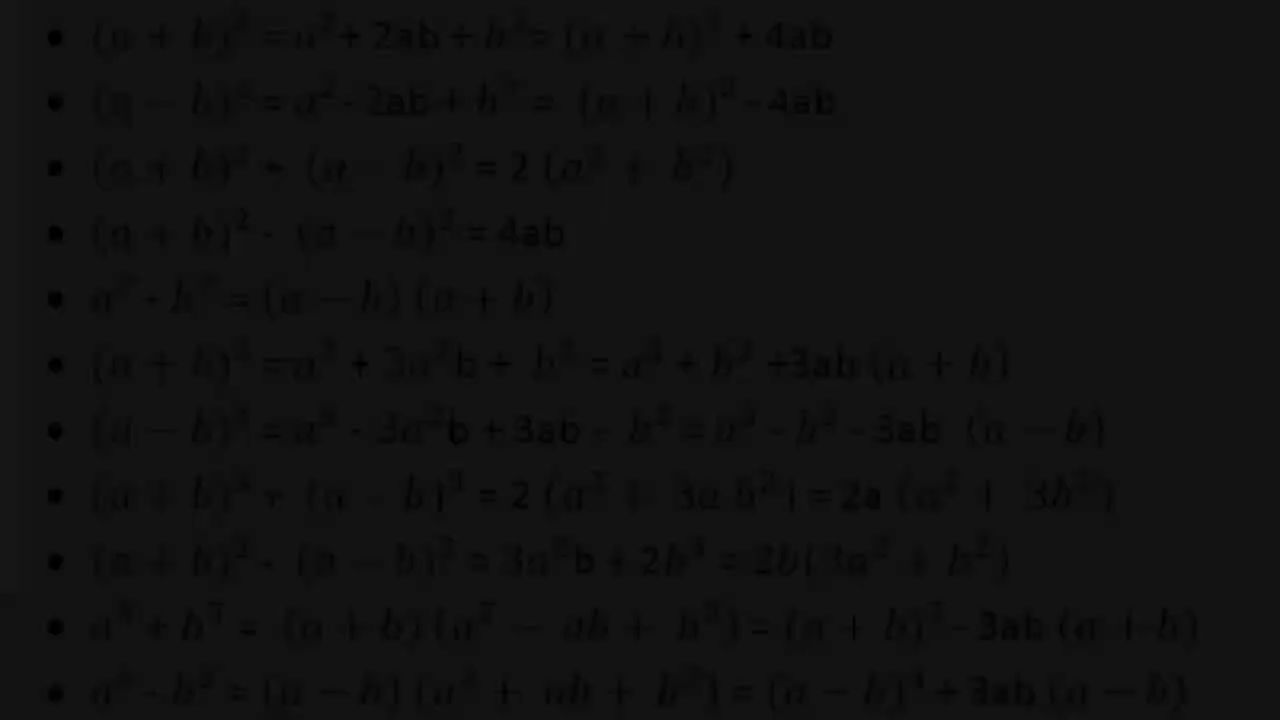 • (a + b)² = a² + 2ab + b² = (a − b)² + 4ab
• (a − b)² = a² - 2ab + b² = (a + b)² - 4ab
• (a + b)² + (a − b)² = 2 (a² + b²)
• (a + b)² - (a − b)² = 4ab
• a² - b² = (a − b) (a + b)
• (a + b)³ = a³ + 3a²b + b³ = a³ + b³ +3ab (a + b)
• (a − b)³ = a³ - 3a²b + 3ab - b³ = a³ - b³ - 3ab (a − b)
• (a + b)³ + (a − b)³ = 2 (a³ + 3a b²) = 2a (a² + 3b²)
• (a + b)³ - (a − b)³ = 3a²b + 2b³ = 2b(3a² + b²)
• a³ + b³ = (a + b) (a² − ab + b²) = (a + b)³ - 3ab (a + b)
• a³ - b³ = (a − b) (a² + ab + b²) = (a − b)³ + 3ab (a − b)